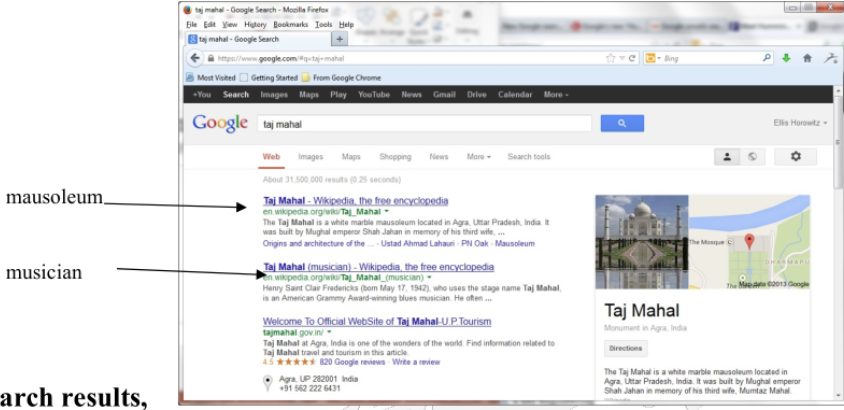 taj mahal - Google Search - Mozilla Firefox
File Edit View History Bookmarks Tools Help
taj mahal - Google Search +
https://www.google.com/#q=taj+mahal
Bing
Most Visited Getting Started From Google Chrome
+You Search Images Maps Play YouTube News Gmail Drive Calendar More
Google taj mahal Ellis Horowitz
Web Images Maps Shopping News More Search tools
About 31,500,000 results (0.25 seconds)
mausoleum
Taj Mahal - Wikipedia, the free encyclopedia
en.wikipedia.org/wiki/Taj_Mahal
The Taj Mahal is a white marble mausoleum located in Agra, Uttar Pradesh, India. It
was built by Mughal emperor Shah Jahan in memory of his third wife, ...
Origins and architecture of the ... - Ustad Ahmad Lahauri - PN Oak - Mausoleum
musician
Taj Mahal (musician) - Wikipedia, the free encyclopedia
en.wikipedia.org/wiki/Taj_Mahal_(musician)
Henry Saint Clair Fredericks (born May 17, 1942), who uses the stage name Taj Mahal,
is an American Grammy Award-winning blues musician. He often ...
Welcome To Official WebSite of Taj Mahal-U.P.Tourism
tajmahal.gov.in/
Taj Mahal at Agra, India is one of the wonders of the world. Find information related to
Taj Mahal travel and tourism in this article.
4.5 ★★★★★ 820 Google reviews - Write a review
Agra, UP 282001 India
+91 562 222 6431
The Mosque
Map data ©2013 Google
Taj Mahal
Monument in Agra, India
Directions
The Taj Mahal is a white marble mausoleum located in
Agra, Uttar Pradesh, India. It was built by Mughal emperor
Shah Jahan in memory of his third wife, Mumtaz Mahal.
arch results,